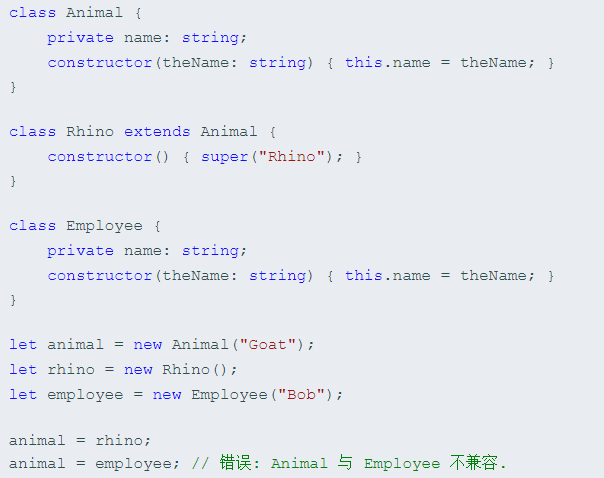 class Animal {
    private name: string;
    constructor(theName: string) { this.name = theName; }
}

class Rhino extends Animal {
    constructor() { super("Rhino"); }
}

class Employee {
    private name: string;
    constructor(theName: string) { this.name = theName; }
}

let animal = new Animal("Goat");
let rhino = new Rhino();
let employee = new Employee("Bob");

animal = rhino;
animal = employee; // 错误: Animal 与 Employee 不兼容.